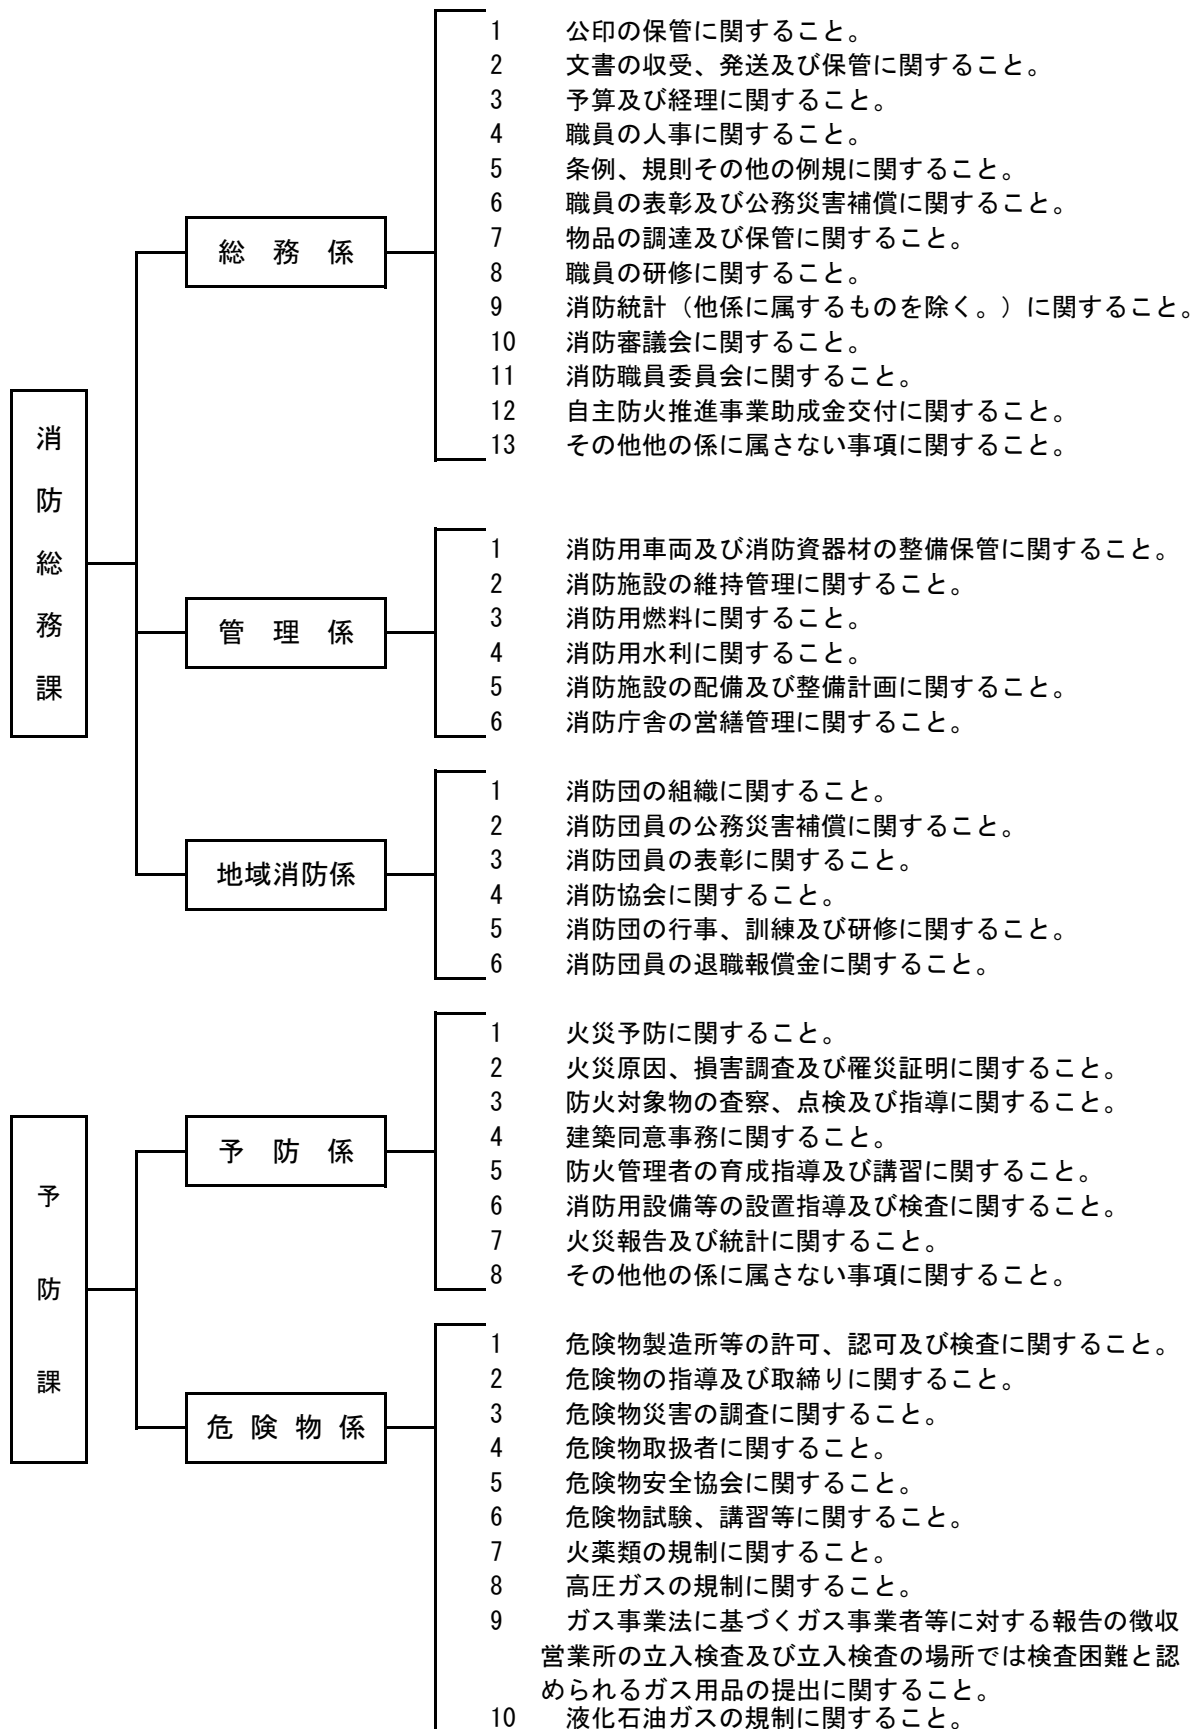 消防総務課
総務係
1 公印の保管に関すること。
2 文書の収受、発送及び保管に関すること。
3 予算及び経理に関すること。
4 職員の人事に関すること。
5 条例、規則その他の例規に関すること。
6 職員の表彰及び公務災害補償に関すること。
7 物品の調達及び保管に関すること。
8 職員の研修に関すること。
9 消防統計（他係に属するものを除く。）に関すること。
10 消防審議会に関すること。
11 消防職員委員会に関すること。
12 自主防火推進事業助成金交付に関すること。
13 その他他の係に属さない事項に関すること。
管理係
1 消防用車両及び消防資器材の整備保管に関すること。
2 消防施設の維持管理に関すること。
3 消防用燃料に関すること。
4 消防用水利に関すること。
5 消防施設の配備及び整備計画に関すること。
6 消防庁舎の営繕管理に関すること。
地域消防係
1 消防団の組織に関すること。
2 消防団員の公務災害補償に関すること。
3 消防団員の表彰に関すること。
4 消防協会に関すること。
5 消防団の行事、訓練及び研修に関すること。
6 消防団員の退職報償金に関すること。
予防課
予防係
1 火災予防に関すること。
2 火災原因、損害調査及び罹災証明に関すること。
3 防火対象物の査察、点検及び指導に関すること。
4 建築同意事務に関すること。
5 防火管理者の育成指導及び講習に関すること。
6 消防用設備等の設置指導及び検査に関すること。
7 火災報告及び統計に関すること。
8 その他他の係に属さない事項に関すること。
危険物係
1 危険物製造所等の許可、認可及び検査に関すること。
2 危険物の指導及び取締りに関すること。
3 危険物災害の調査に関すること。
4 危険物取扱者に関すること。
5 危険物安全協会に関すること。
6 危険物試験、講習等に関すること。
7 火薬類の規制に関すること。
8 高圧ガスの規制に関すること。
9 ガス事業法に基づくガス事業者等に対する報告の徴収
営業所の立入検査及び立入検査の場所では検査困難と認
められるガス用品の提出に関すること。
10 液化石油ガスの規制に関すること。